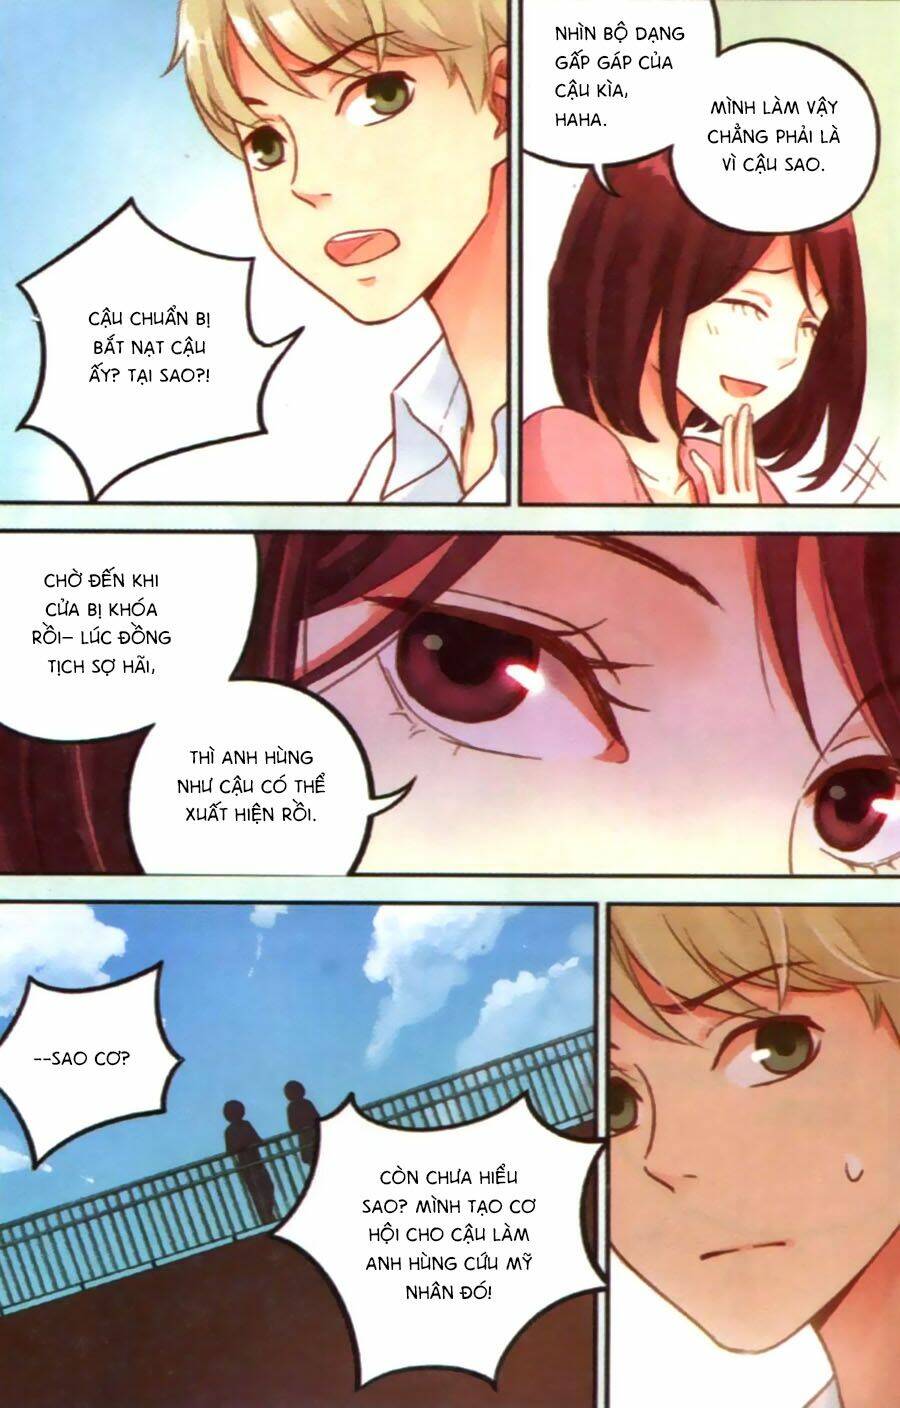 CẬU CHUẨN BỊ
BẮT NẠT CẬU
ẤY? TẠI SAO?!
NHÌN BỘ DẠNG
GẤP GÁP CỦA
CẬU KÌA,
HAHA.
MÌNH LÀM VẬY
CHẲNG PHẢI LÀ
VÌ CẬU SAO.
CHỜ ĐẾN KHI
CỬA BỊ KHÓA
RỒI- LÚC ĐỒNG
TỊCH SỢ HÃI,
THÌ ANH HÙNG
NHƯ CẬU CÓ THỂ
XUẤT HIỆN RỒI.
--SAO CƠ?
CÒN CHƯA HIỂU
SAO? MÌNH TẠO CƠ
HỘI CHO CẬU LÀM
ANH HÙNG CỨU MỸ
NHÂN ĐÓ!